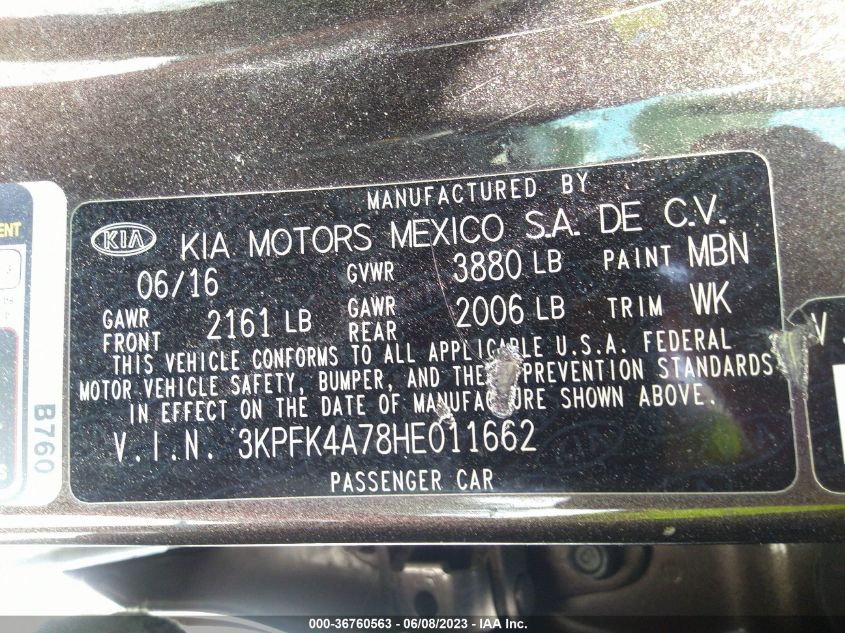 MANUFACTURED BY
KIA KIA MOTORS MEXICO S.A. DE C.V.
06/16 GVWR 3880 LB PAINT MBN
GAWR FRONT 2161 LB GAWR REAR 2006 LB TRIM WK
THIS VEHICLE CONFORMS TO ALL APPLICABLE U.S.A. FEDERAL
MOTOR VEHICLE SAFETY, BUMPER, AND PREVENTION STANDARDS
IN EFFECT ON THE DATE OF MANUFACTURE SHOWN ABOVE.
V.I.N. 3KPFK4A78HE011662
PASSENGER CAR
B760
000-36760563 - 06/08/2023 - IAA Inc.